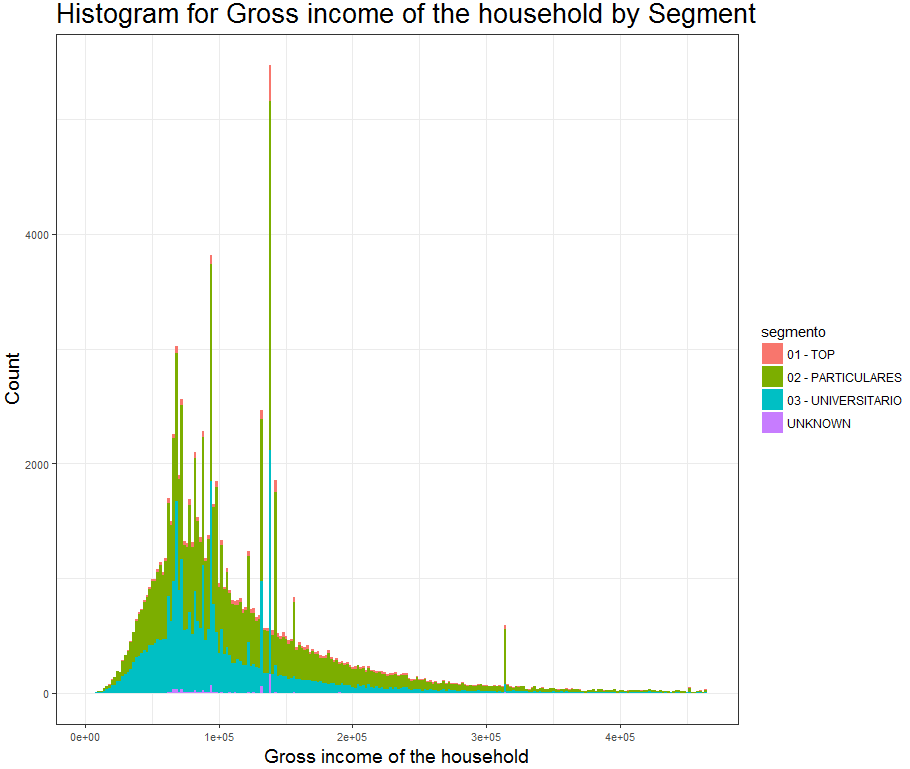 Histogram for Gross income of the household by Segment
Count
4000
2000
0
0e+00 1e+05 2e+05 3e+05 4e+05
Gross income of the household
segmento
01 - TOP
02 - PARTICULARES
03 - UNIVERSITARIO
UNKNOWN